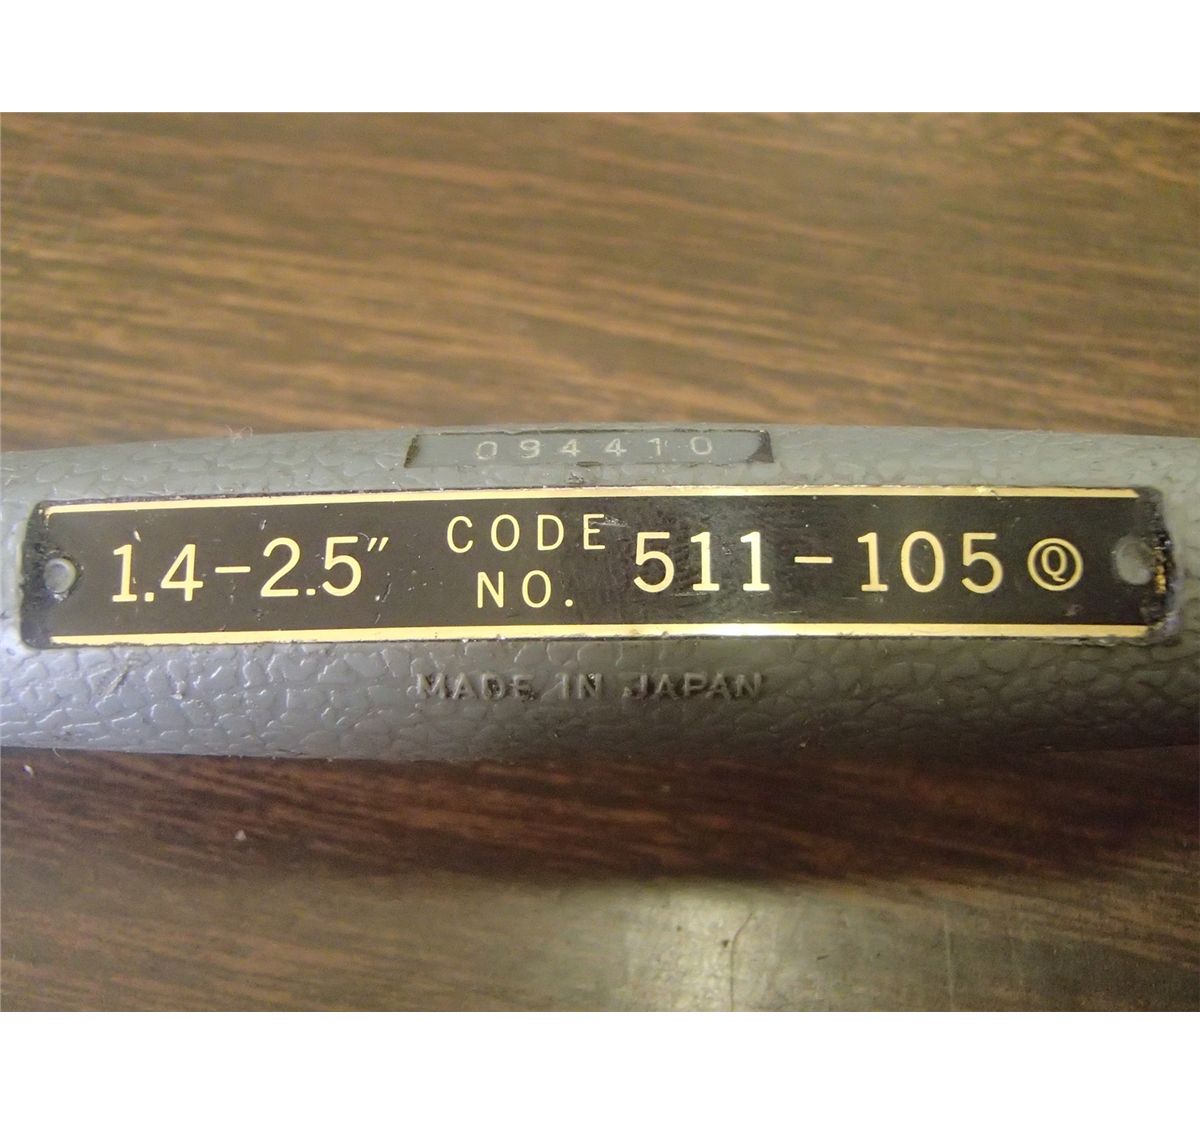 094410
1.4-2.5" CODE NO. 511-105 Ⓠ
MADE IN JAPAN